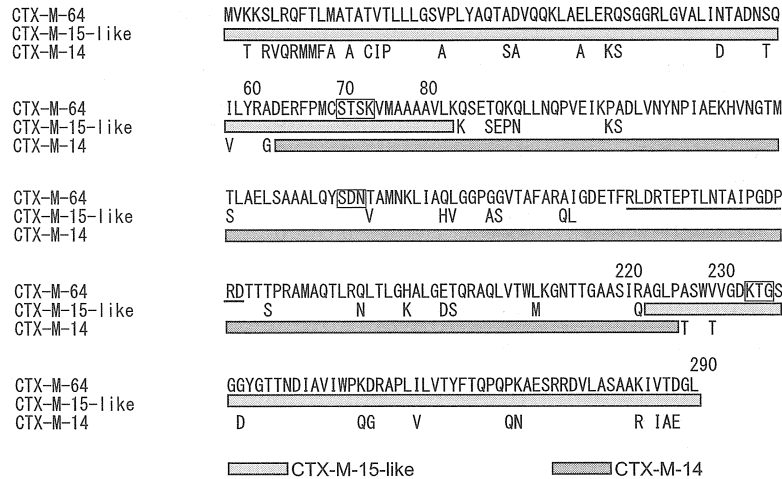 CTX-M-64 MVKKSLRQFTLMATATVTLLLGSVPLYAQTADVQQKLAELERQSGGRLGVALINTADNSQ
CTX-M-15-like
CTX-M-14 T RVQRMMFA A CIP A SA A KS D T
60 70 80
CTX-M-64 ILYRADERFPMCSTSKVMAAAAVLKQSETQKQLLNQPVEIKPADLVNYNPIAEKHVNGTM
CTX-M-15-like K SEPN KS
CTX-M-14 V G
CTX-M-64 TLAELSAAALQYSDNTAMNKLIAQLGGPGGVTAFARAIGDETFRLDRTEPTLNTAIPGDP
CTX-M-15-like S V HV AS QL
CTX-M-14
220 230
CTX-M-64 RDTTTPRAMAQTLRQLTLGHALGETQRAQLVTWLKGNTTGAASIRAGLPASWVVGDKTGS
CTX-M-15-like S N K DS M Q
CTX-M-14 T T
290
CTX-M-64 GGYGTTNDIAVIWPKDRAPLILVTYFTQPQPKAESRRDVLASAAKIVTDGL
CTX-M-15-like
CTX-M-14 D QG V QN R IAE
CTX-M-15-like CTX-M-14